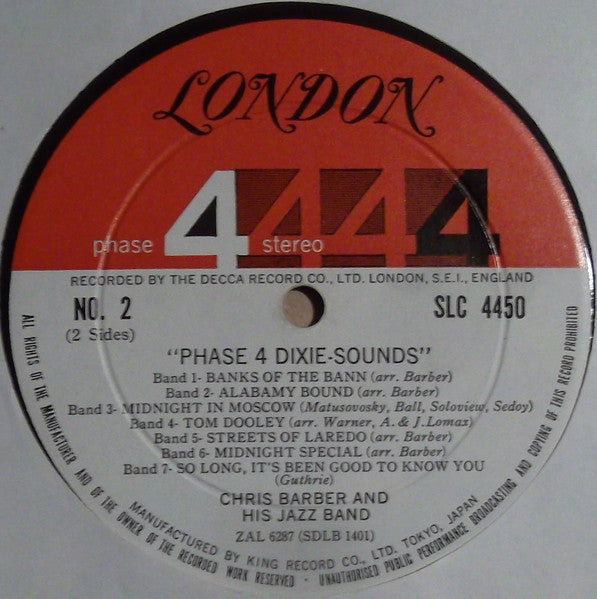 LONDON
phase 4 stereo 4 4 4
RECORDED BY THE DECCA RECORD CO., LTD. LONDON, S.E.I., ENGLAND
NO. 2
SLC 4450
(2 Sides)
"PHASE 4 DIXIE-SOUNDS"
Band 1- BANKS OF THE BANN (arr. Barber)
Band 2- ALABAMY BOUND (arr. Barber)
Band 3- MIDNIGHT IN MOSCOW (Matusovosky, Ball, Soloview, Sedoy)
Band 4- TOM DOOLEY (arr. Warner, A. & J. Lomax)
Band 5- STREETS OF LAREDO (arr. Barber)
Band 6- MIDNIGHT SPECIAL (arr. Barber)
Band 7- SO LONG, IT'S BEEN GOOD TO KNOW YOU
(Guthrie)
CHRIS BARBER AND
HIS JAZZ BAND
ZAL 6287 (SDLB 1401)
MANUFACTURED BY KING RECORD CO., LTD. TOKYO, JAPAN
ALL RIGHTS OF THE MANUFACTURER AND OF THE OWNER OF THE RECORDED WORK RESERVED · UNAUTHORISED PUBLIC PERFORMANCE BROADCASTING AND COPYING OF THIS RECORD PROHIBITED